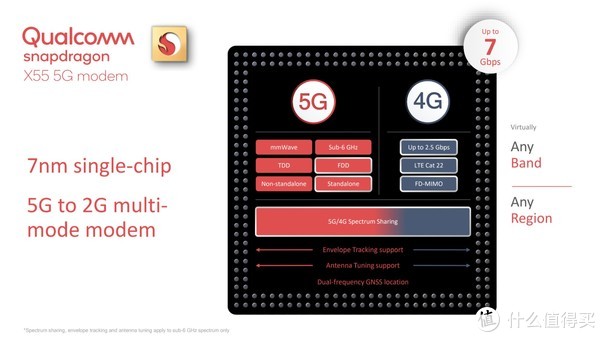 Qualcomm
snapdragon
X55 5G modem
7nm single-chip
5G to 2G multi-
mode modem
Up to
7
Gbps
5G
4G
mmWave
Sub-6 GHz
Up to 2.5 Gbps
TDD
FDD
LTE Cat 22
Non-standalone
Standalone
FD-MIMO
5G/4G Spectrum Sharing
Envelope Tracking support
Antenna Tuning support
Dual-frequency GNSS location
Virtually
Any
Band
Any
Region
*Spectrum sharing, envelope tracking and antenna tuning apply to sub-6 GHz spectrum only
值 什么值得买